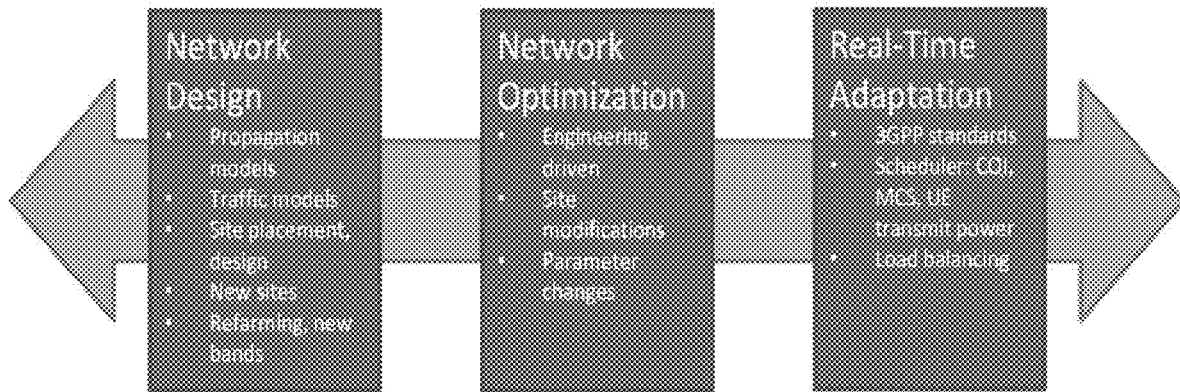 Network
Design
• Propagation
models
• Traffic models
• Site placement,
design
• New sites
• Refarming, new
bands
Network
Optimization
• Engineering
driven
• Site
modifications
• Parameter
changes
Real-Time
Adaptation
• 3GPP standards
• Scheduler: CQI,
MCS, UE
transmit power
• Load balancing